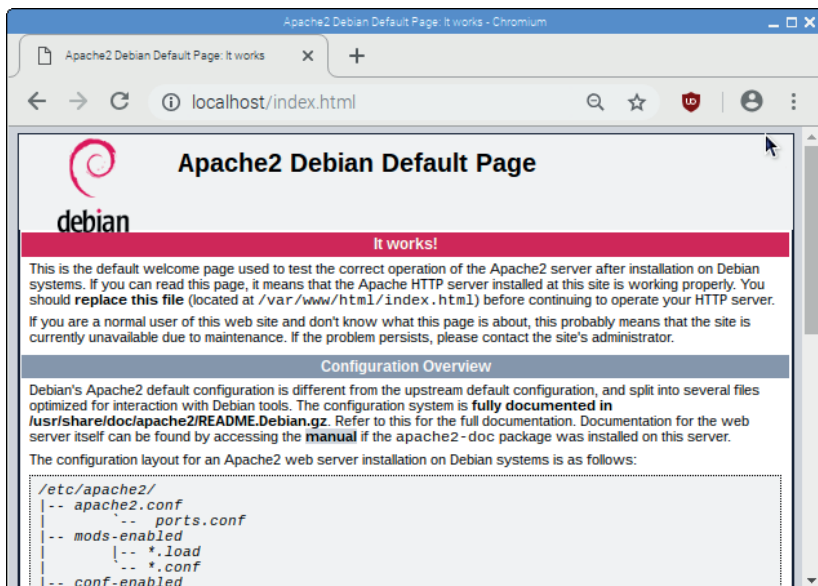 Apache2 Debian Default Page: It works - Chromium
Apache2 Debian Default Page: It works
localhost/index.html
debian
Apache2 Debian Default Page
It works!
This is the default welcome page used to test the correct operation of the Apache2 server after installation on Debian
systems. If you can read this page, it means that the Apache HTTP server installed at this site is working properly. You
should replace this file (located at /var/www/html/index.html) before continuing to operate your HTTP server.
If you are a normal user of this web site and don't know what this page is about, this probably means that the site is
currently unavailable due to maintenance. If the problem persists, please contact the site's administrator.
Configuration Overview
Debian's Apache2 default configuration is different from the upstream default configuration, and split into several files
optimized for interaction with Debian tools. The configuration system is fully documented in
/usr/share/doc/apache2/README.Debian.gz. Refer to this for the full documentation. Documentation for the web
server itself can be found by accessing the manual if the apache2-doc package was installed on this server.
The configuration layout for an Apache2 web server installation on Debian systems is as follows:
/etc/apache2/
|-- apache2.conf
|       `--  ports.conf
|-- mods-enabled
|       |-- *.load
|       `-- *.conf
|-- conf-enabled